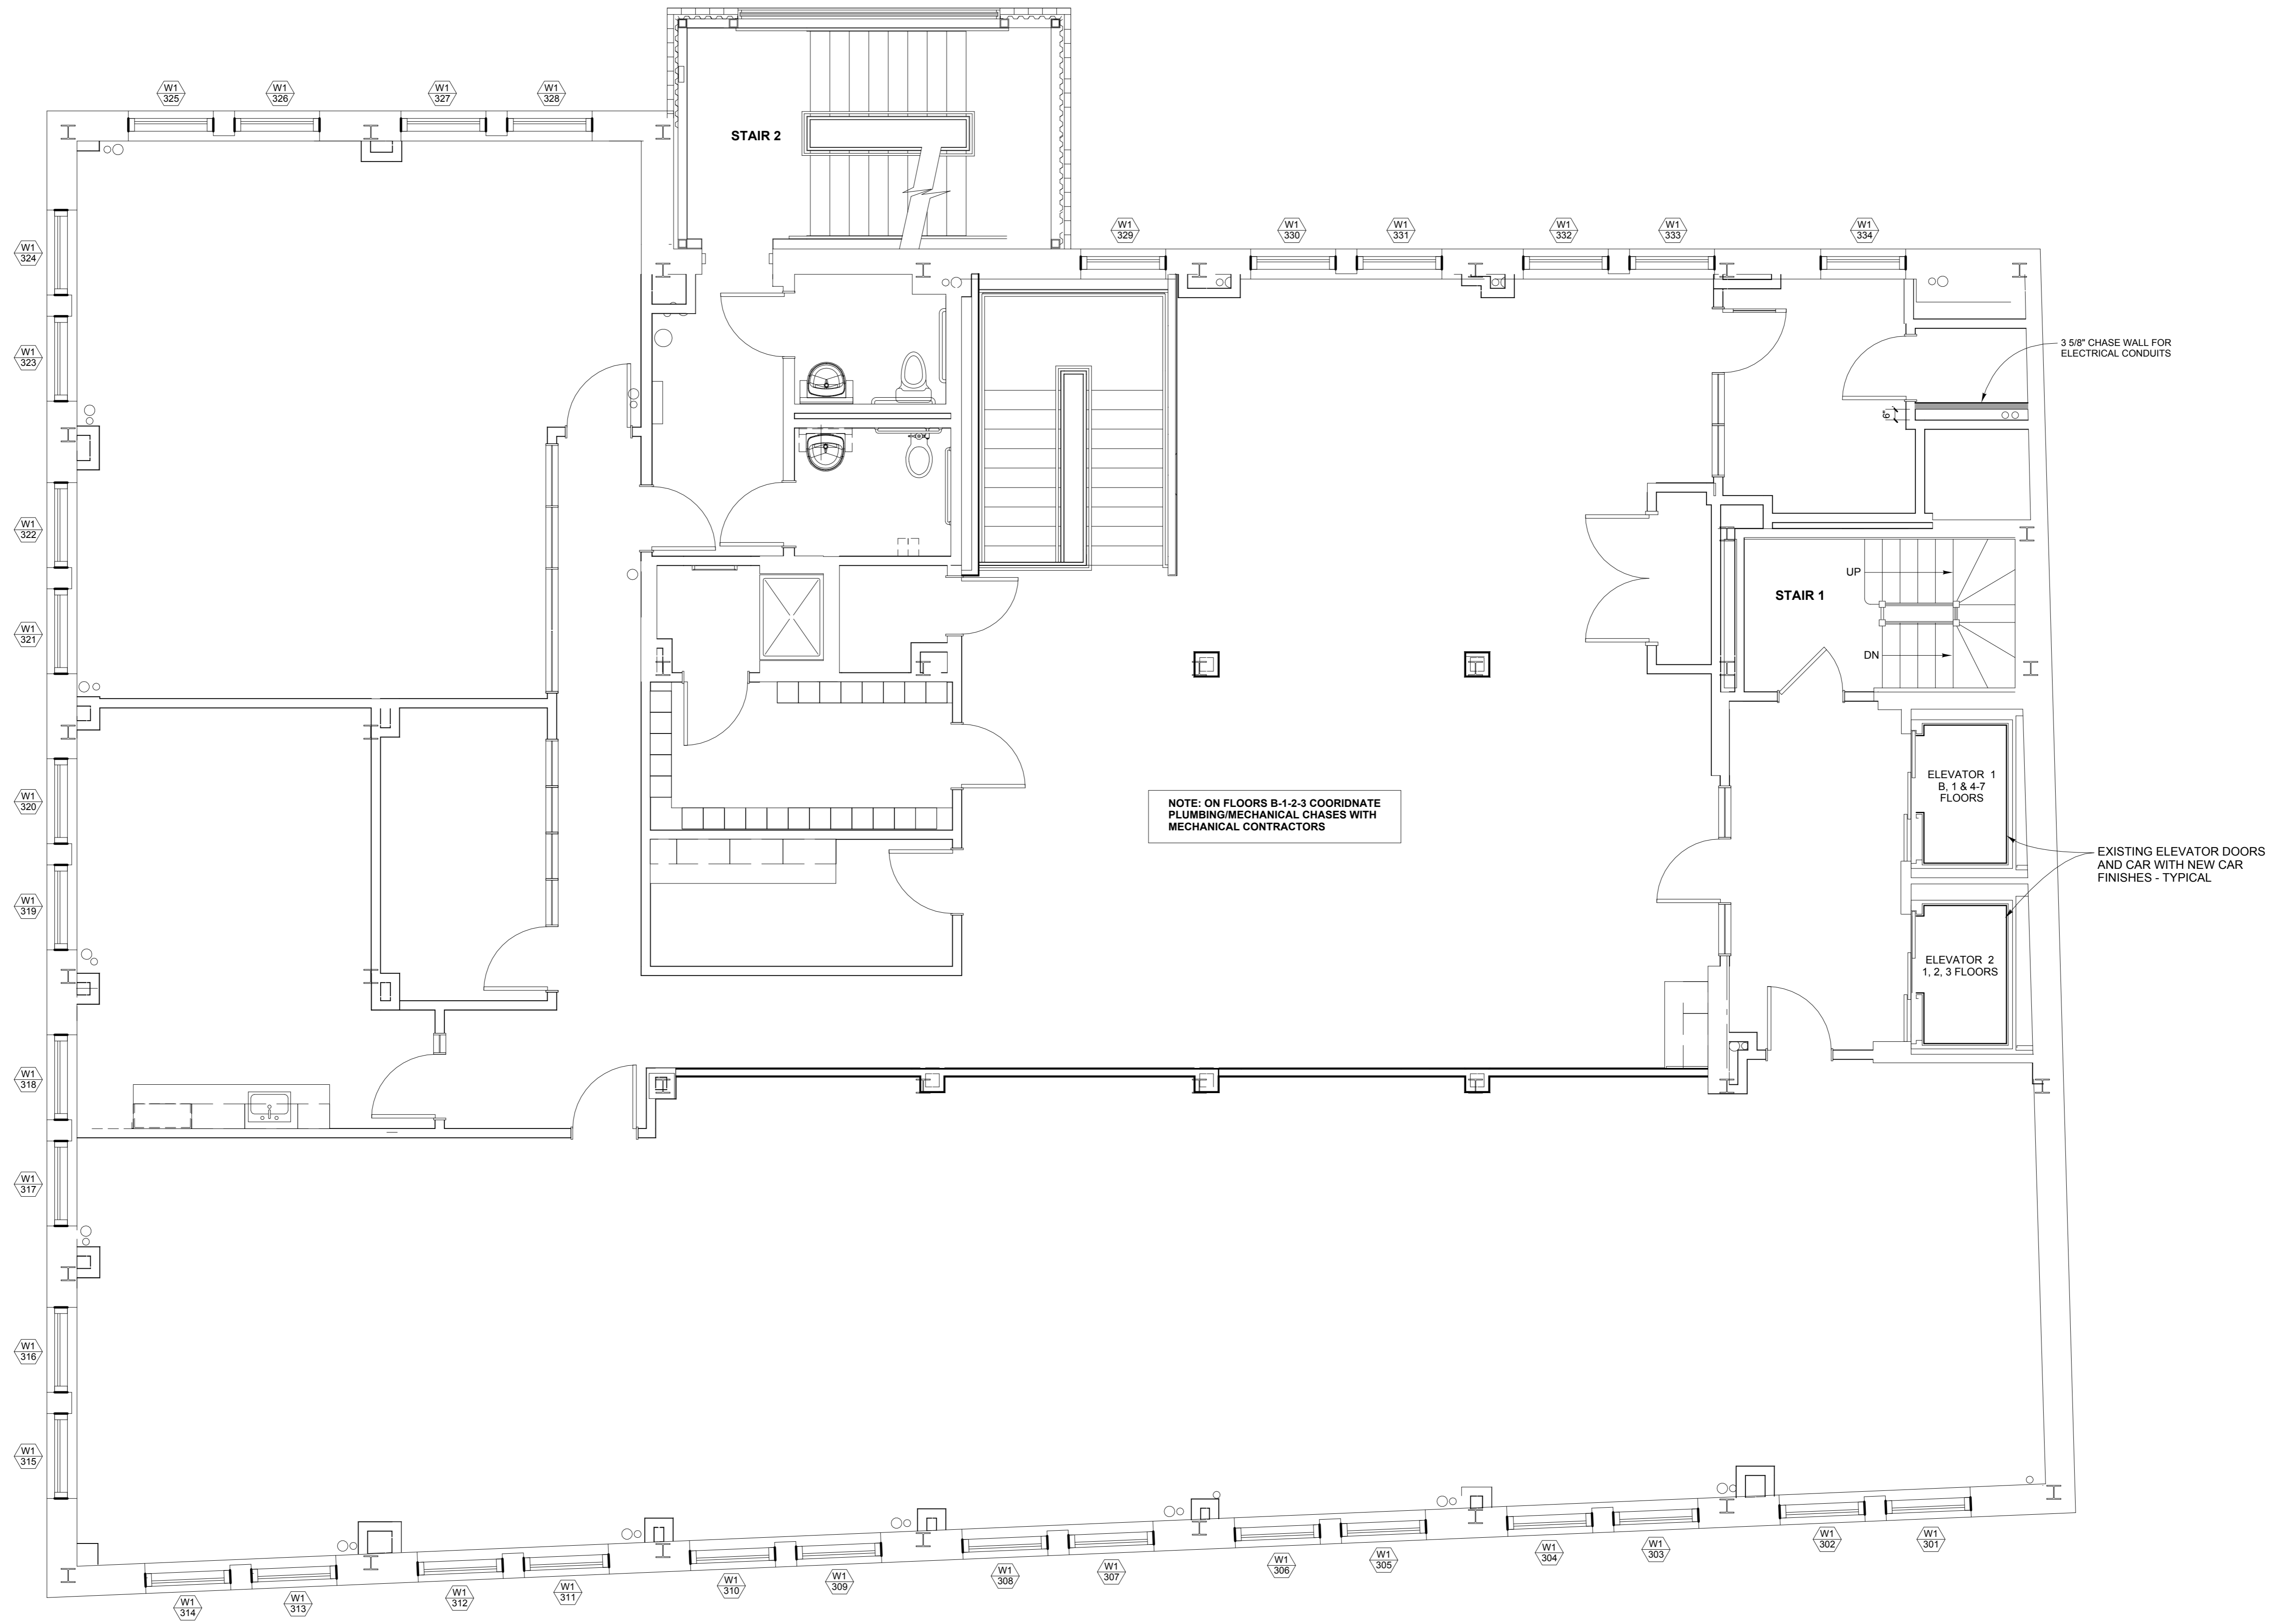 W1
325
W1
326
W1
327
W1
328
STAIR 2
W1
329
W1
330
W1
331
W1
332
W1
333
W1
334
W1
324
W1
323
3 5/8" CHASE WALL FOR
ELECTRICAL CONDUITS
6"
W1
322
W1
321
UP
STAIR 1
DN
W1
320
ELEVATOR 1
B, 1 & 4-7
FLOORS
NOTE: ON FLOORS B-1-2-3 COORIDNATE
PLUMBING/MECHANICAL CHASES WITH
MECHANICAL CONTRACTORS
EXISTING ELEVATOR DOORS
AND CAR WITH NEW CAR
FINISHES - TYPICAL
W1
319
ELEVATOR 2
1, 2, 3 FLOORS
W1
318
W1
317
W1
316
W1
315
W1
314
W1
313
W1
312
W1
311
W1
310
W1
309
W1
308
W1
307
W1
306
W1
305
W1
304
W1
303
W1
302
W1
301